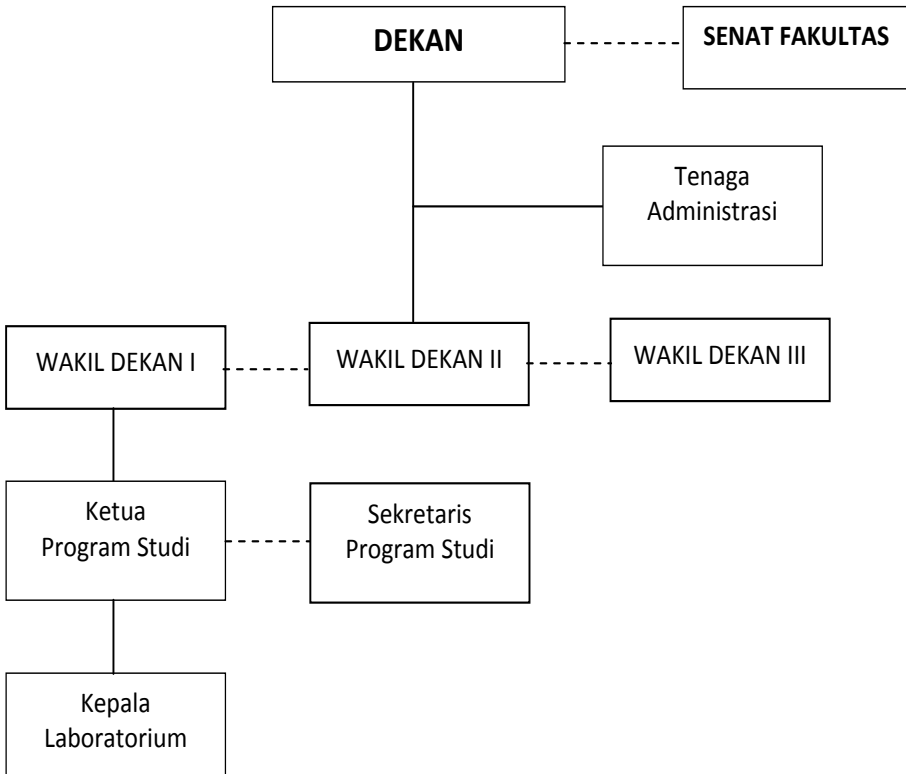 DEKAN
SENAT FAKULTAS
Tenaga
Administrasi
WAKIL DEKAN I
WAKIL DEKAN II
WAKIL DEKAN III
Ketua
Program Studi
Sekretaris
Program Studi
Kepala
Laboratorium